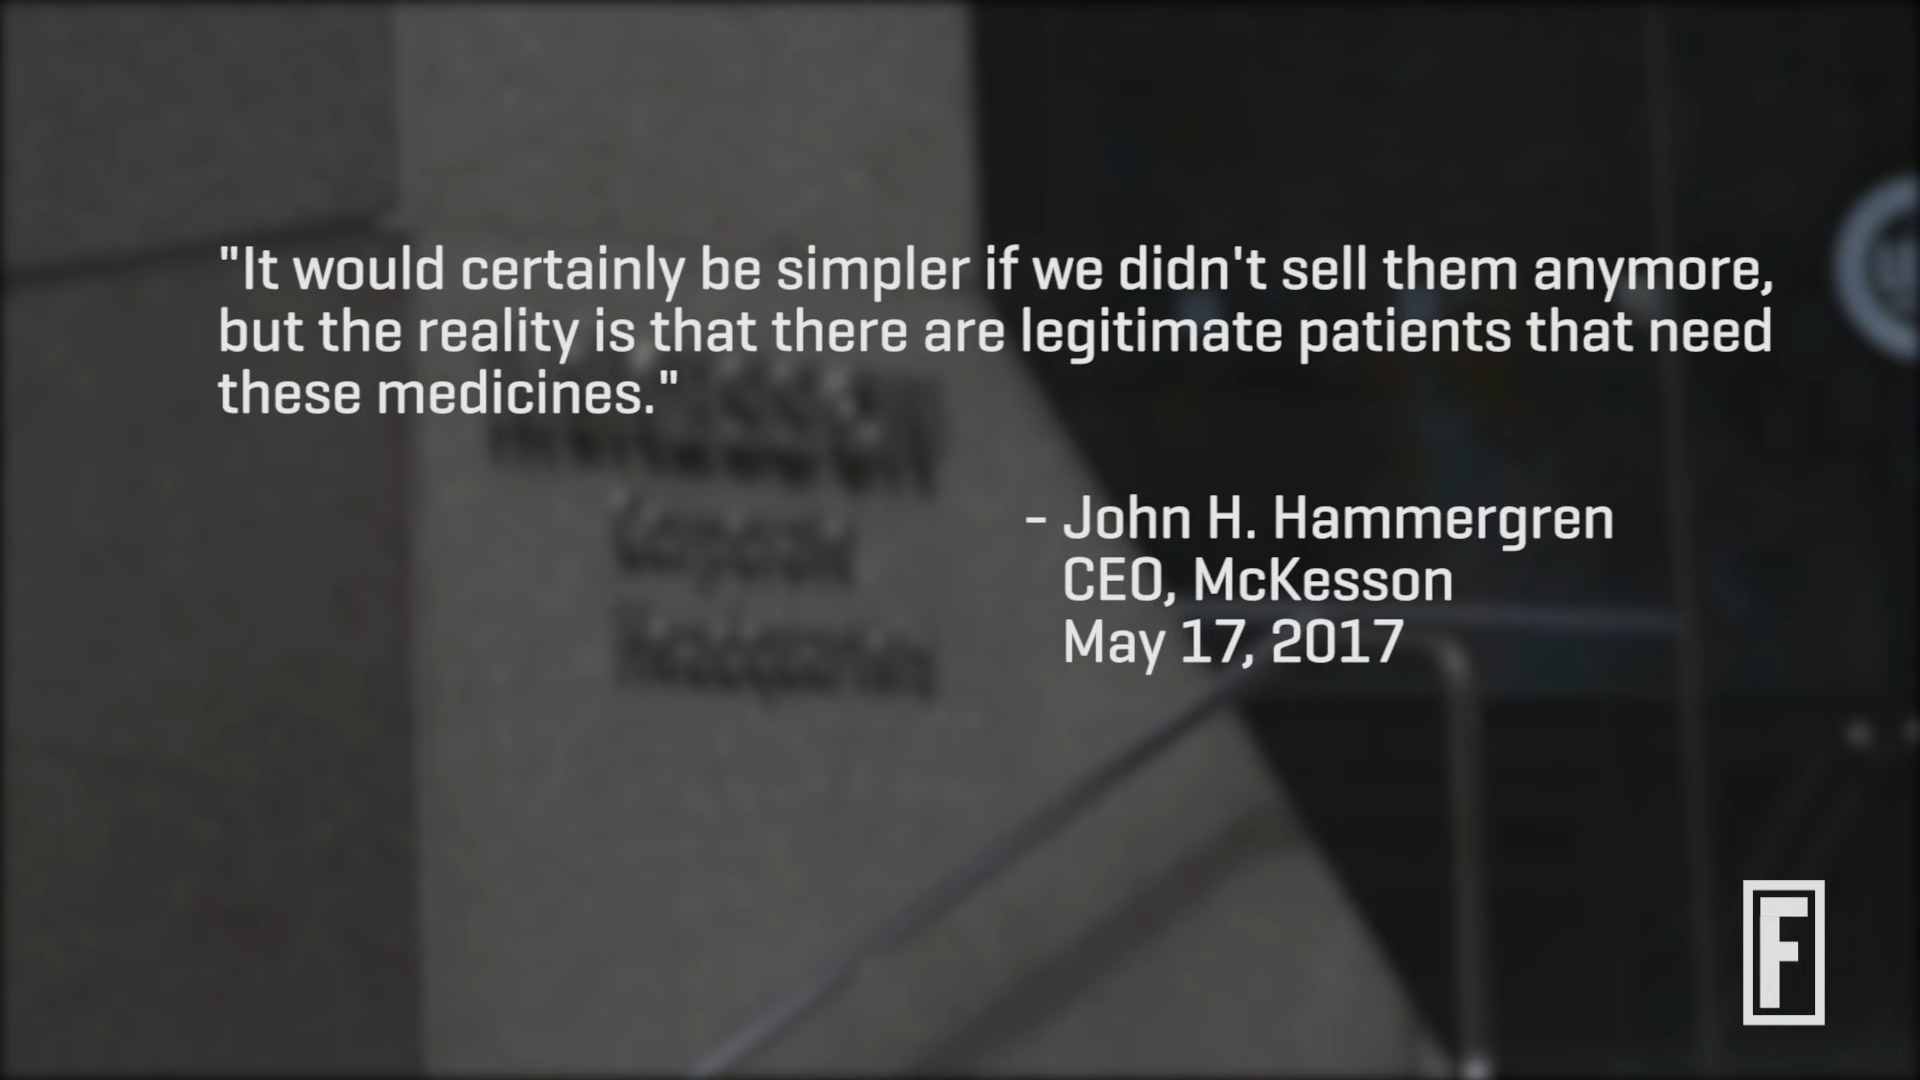 "It would certainly be simpler if we didn't sell them anymore,
but the reality is that there are legitimate patients that need
these medicines."
- John H. Hammergren
CEO, McKesson
May 17, 2017
F